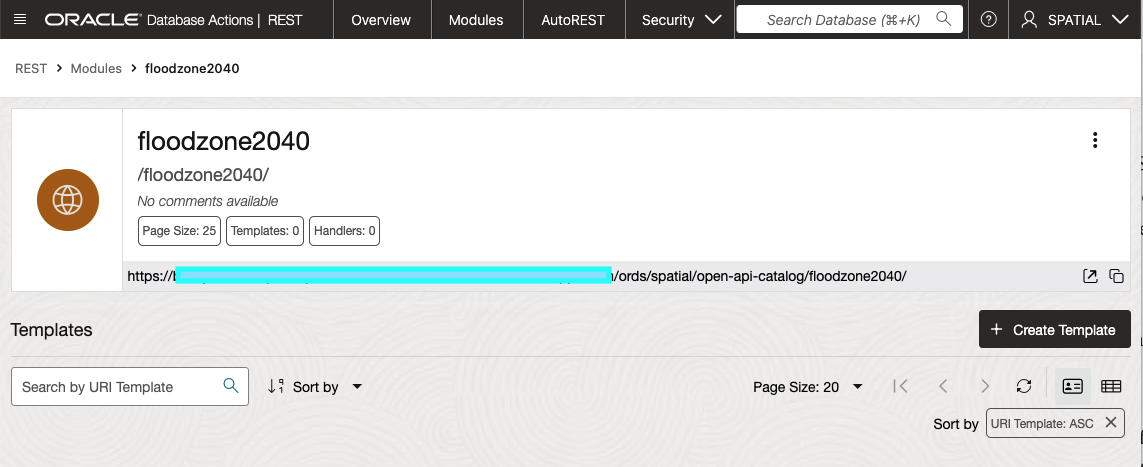 ORACLE Database Actions | REST Overview Modules AutoREST Security Search Database (⌘+K) SPATIAL
REST > Modules > floodzone2040
floodzone2040
/floodzone2040/
No comments available
Page Size: 25 Templates: 0 Handlers: 0
https:// /ords/spatial/open-api-catalog/floodzone2040/
Templates
+ Create Template
Search by URI Template Sort by Page Size: 20
Sort by URI Template: ASC